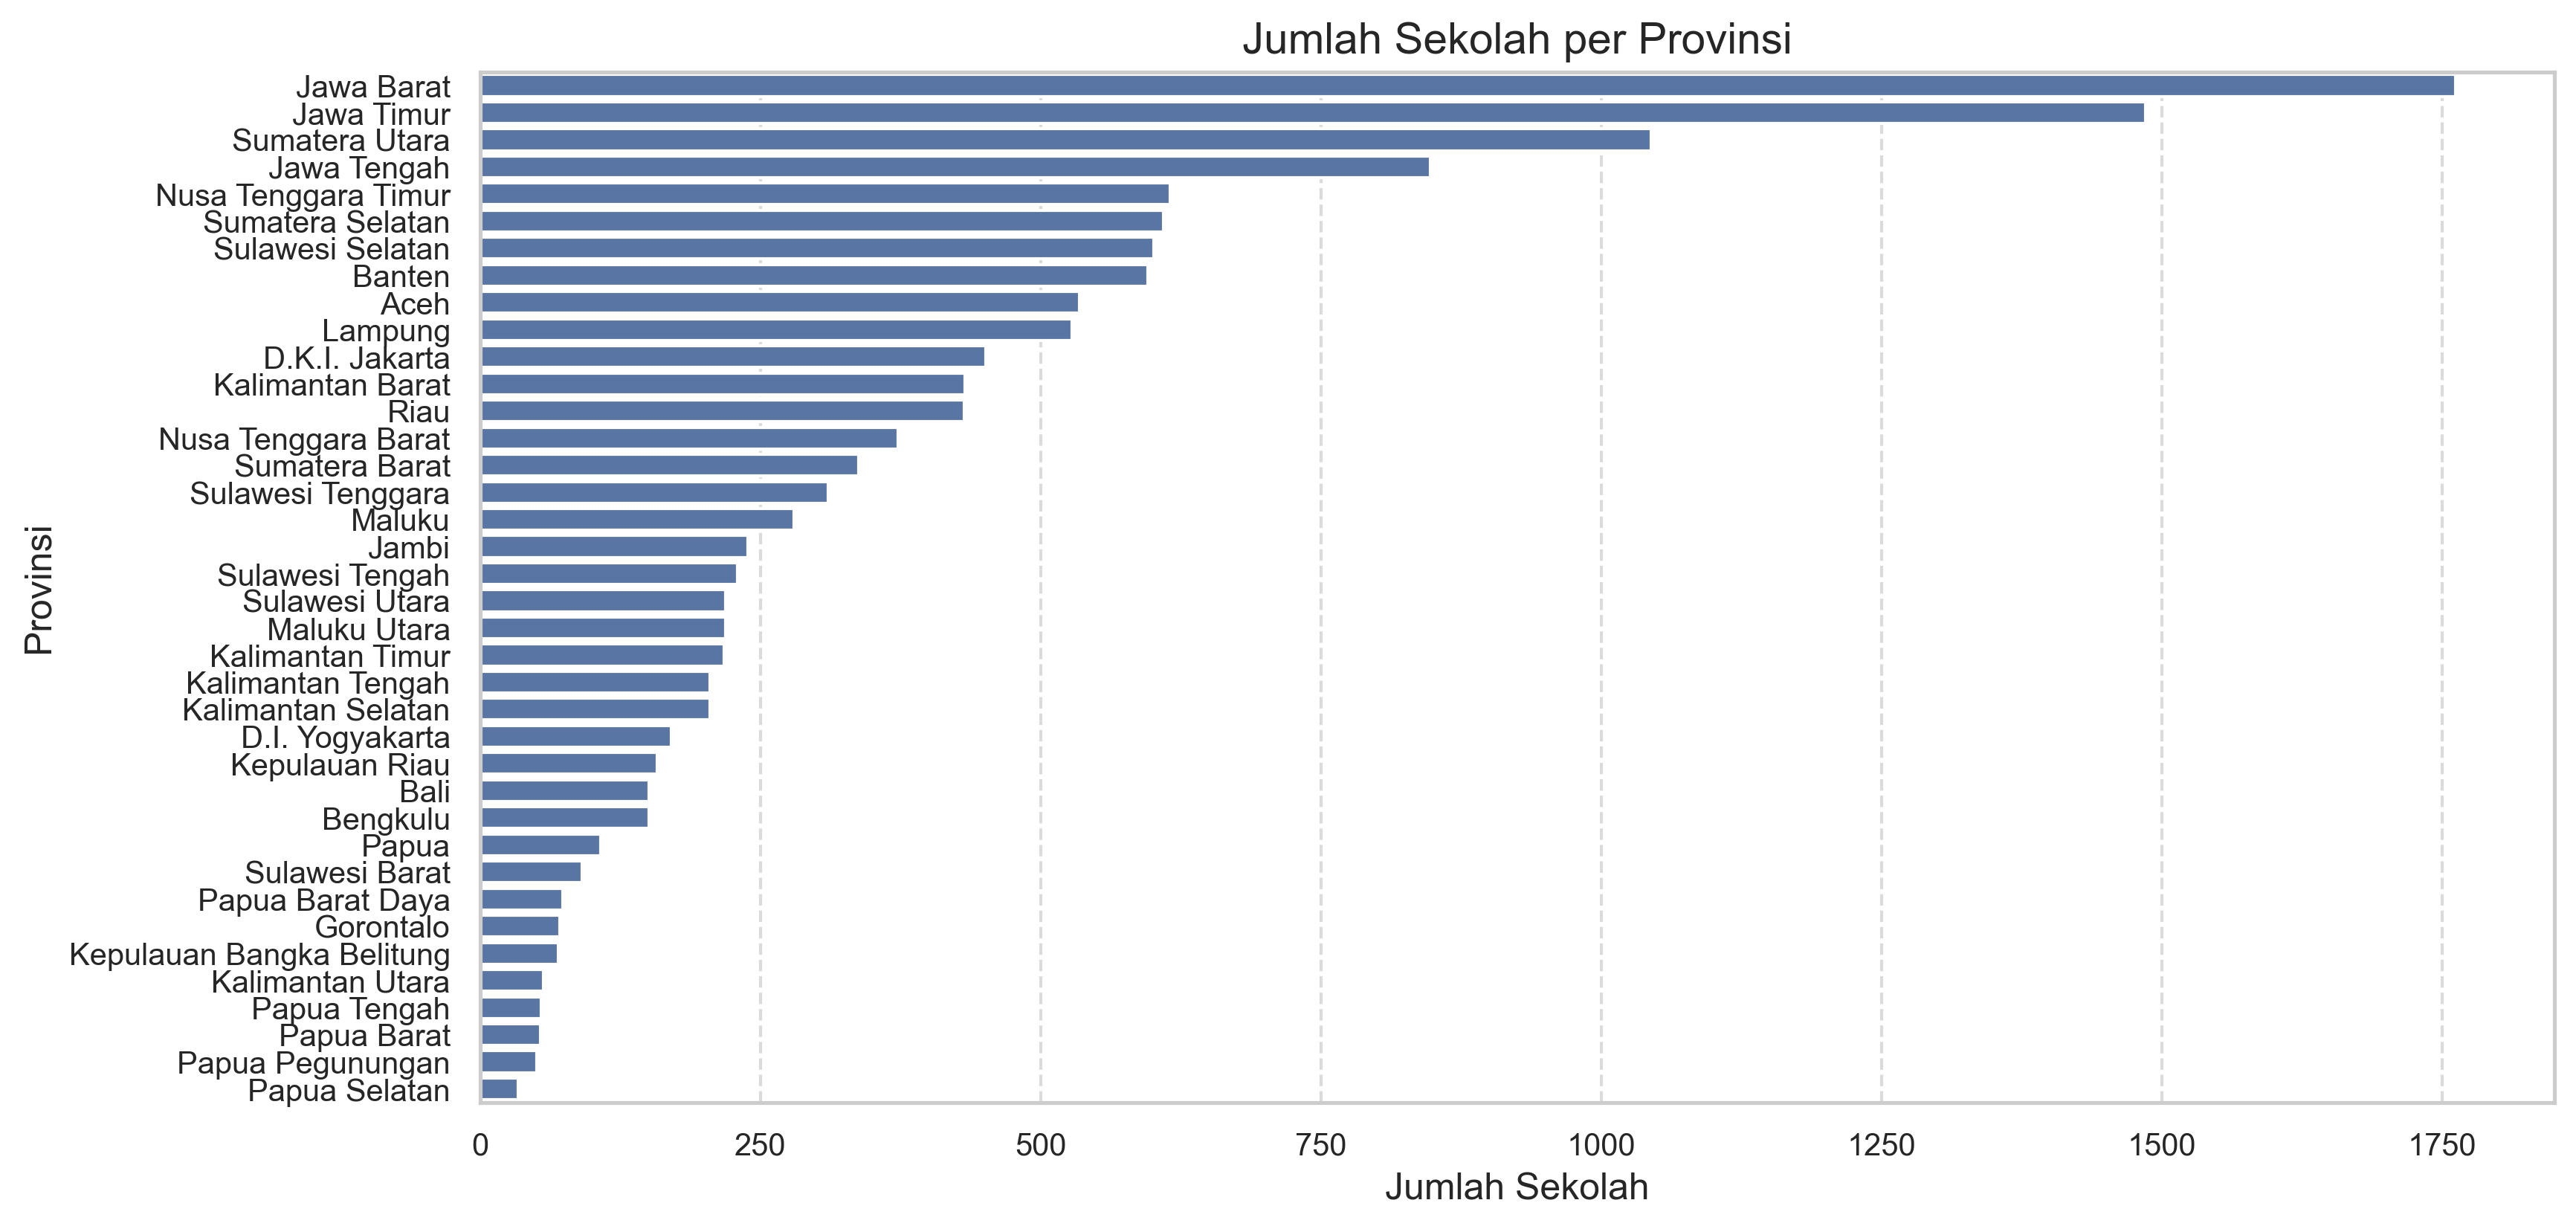 Jumlah Sekolah per Provinsi
Jawa Barat
Jawa Timur
Sumatera Utara
Jawa Tengah
Nusa Tenggara Timur
Sumatera Selatan
Sulawesi Selatan
Banten
Aceh
Lampung
D.K.I. Jakarta
Kalimantan Barat
Riau
Nusa Tenggara Barat
Sumatera Barat
Sulawesi Tenggara
Maluku
Jambi
Sulawesi Tengah
Sulawesi Utara
Maluku Utara
Kalimantan Timur
Kalimantan Tengah
Kalimantan Selatan
D.I. Yogyakarta
Kepulauan Riau
Bali
Bengkulu
Papua
Sulawesi Barat
Papua Barat Daya
Gorontalo
Kepulauan Bangka Belitung
Kalimantan Utara
Papua Tengah
Papua Barat
Papua Pegunungan
Papua Selatan
Provinsi
0 250 500 750 1000 1250 1500 1750
Jumlah Sekolah